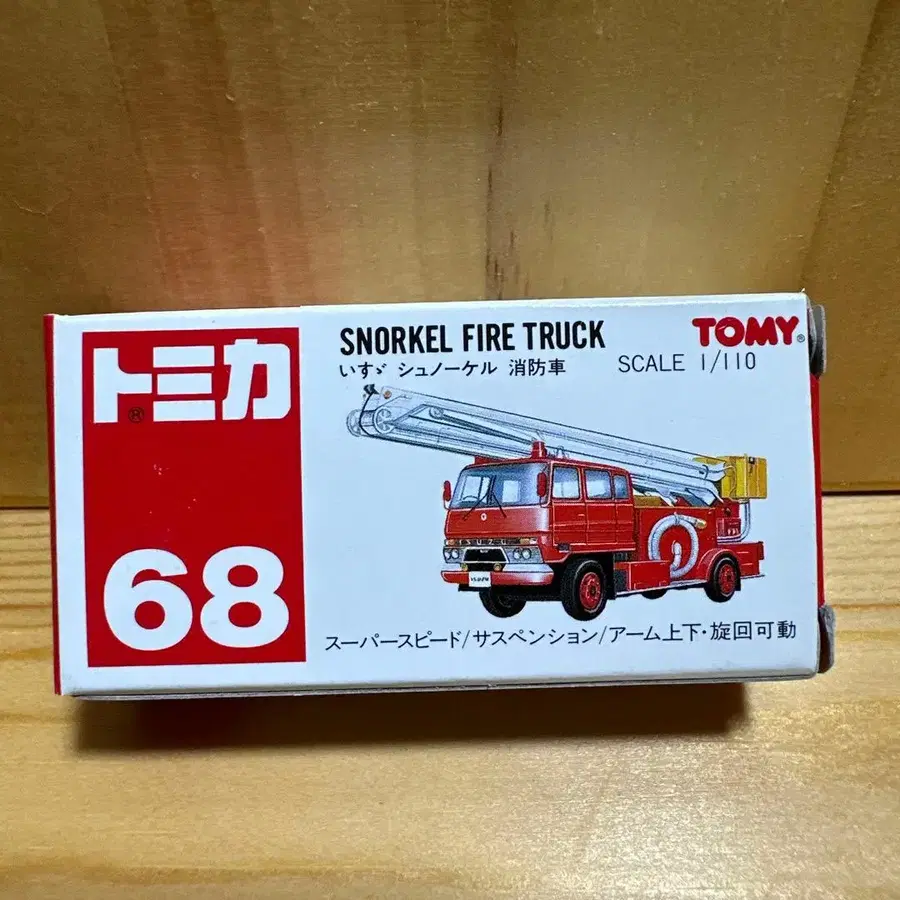 トミカ®
68
SNORKEL FIRE TRUCK
いすゞ シュノーケル 消防車
TOMY®
SCALE 1/110
ISUZU
スーパースピード/サスペンション/アーム上下・旋回可動